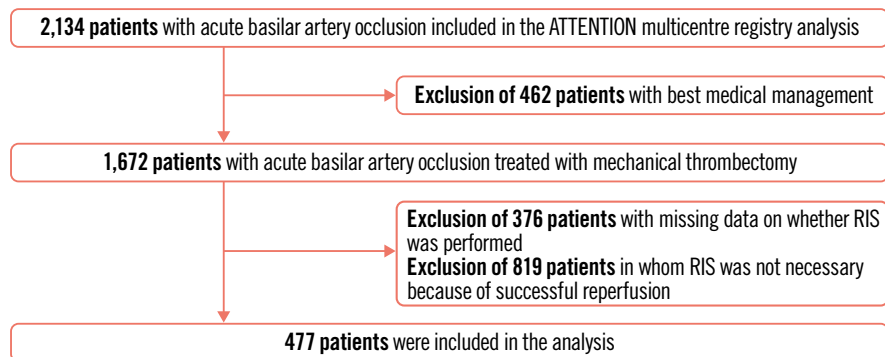 2,134 patients with acute basilar artery occlusion included in the ATTENTION multicentre registry analysis
Exclusion of 462 patients with best medical management
1,672 patients with acute basilar artery occlusion treated with mechanical thrombectomy
Exclusion of 376 patients with missing data on whether RIS
was performed
Exclusion of 819 patients in whom RIS was not necessary
because of successful reperfusion
477 patients were included in the analysis